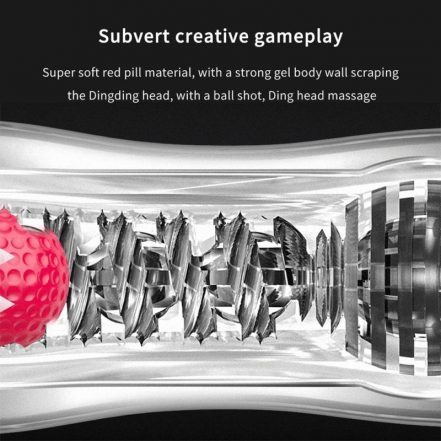 Subvert creative gameplay
Super soft red pill material, with a strong gel body wall scraping
the Dingding head, with a ball shot, Ding head massage